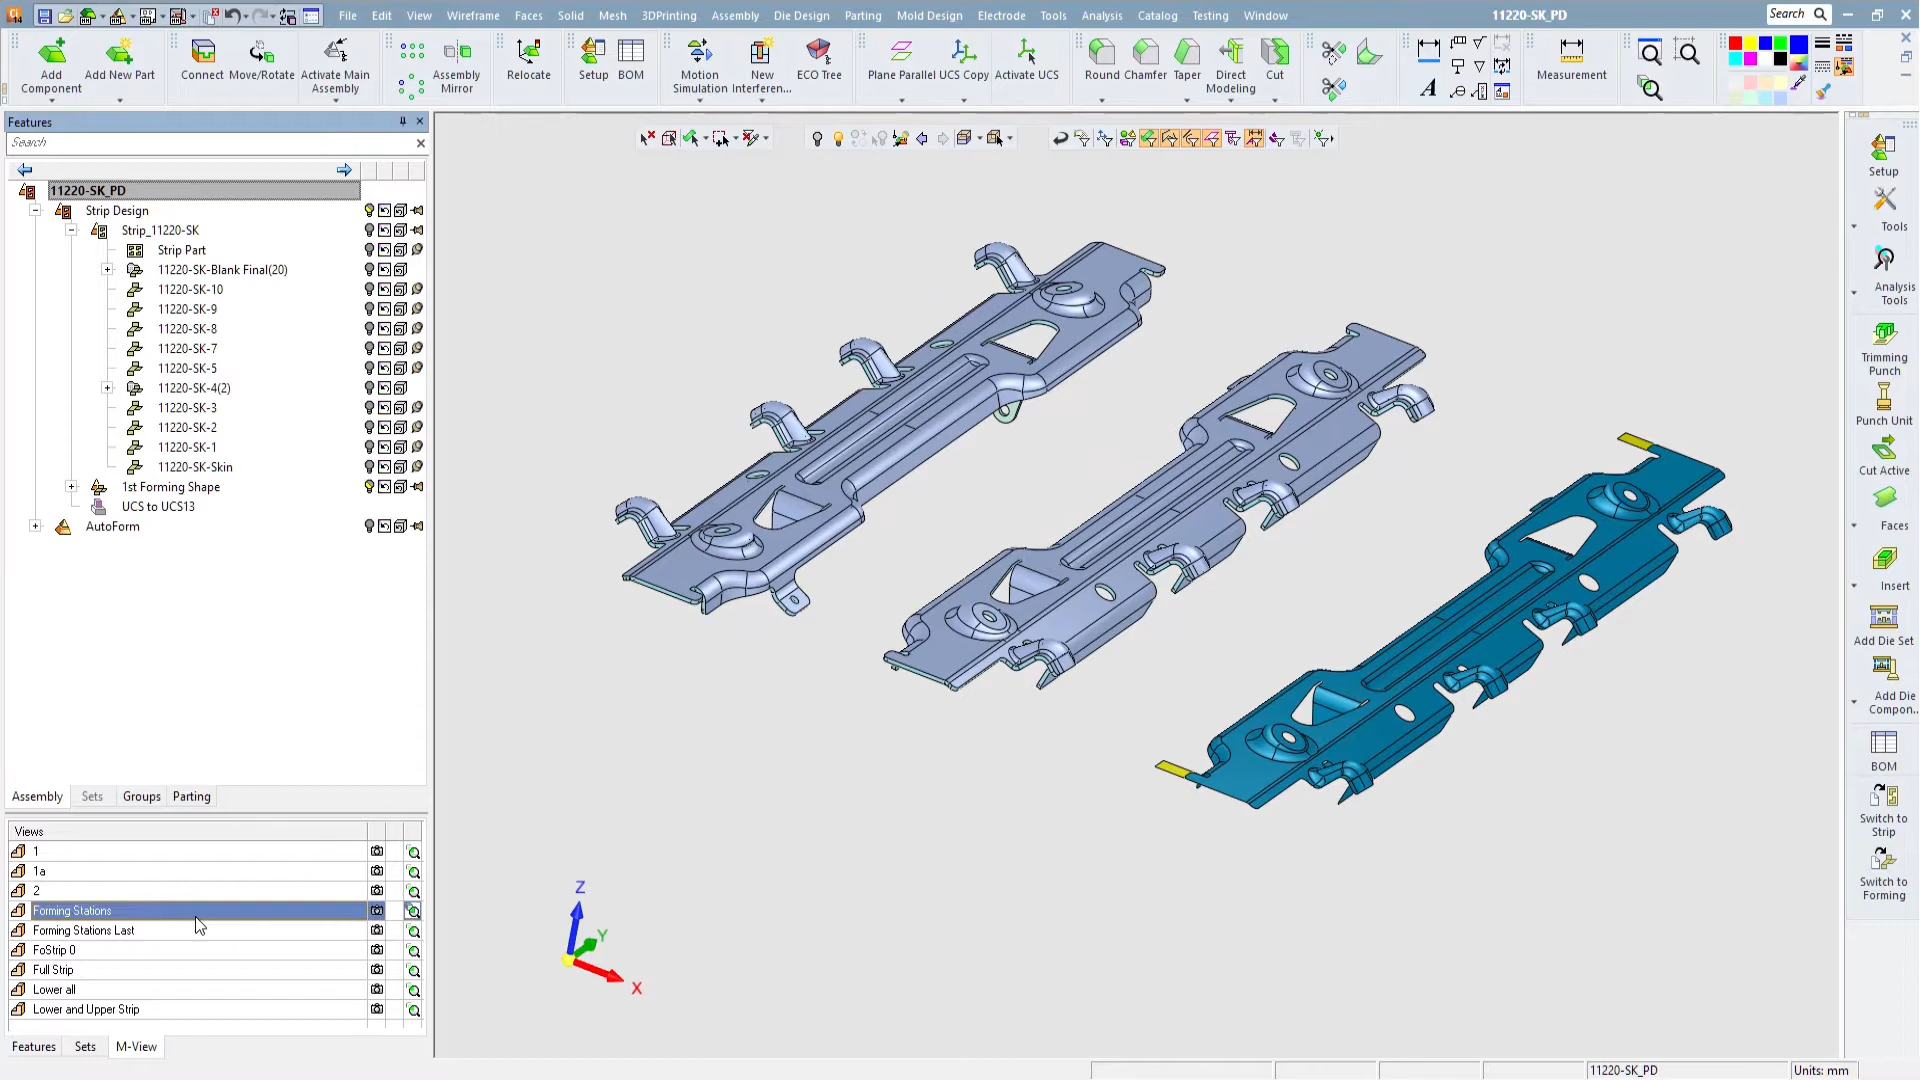 File Edit View Wireframe Faces Solid Mesh 3DPrinting Assembly Die Design Parting Mold Design Electrode Tools Analysis Catalog Testing Window
11220-SK_PD
Search
Add Component
Add New Part
Connect
Move/Rotate
Activate Main Assembly
Assembly Mirror
Relocate
Setup
BOM
Motion Simulation
New Interferen...
ECO Tree
Plane Parallel
UCS Copy
Activate UCS
Round
Chamfer
Taper
Direct Modeling
Cut
Measurement
Features
Search
11220-SK_PD
Strip Design
Strip_11220-SK
Strip Part
11220-SK-Blank Final(20)
11220-SK-10
11220-SK-9
11220-SK-8
11220-SK-7
11220-SK-5
11220-SK-4(2)
11220-SK-3
11220-SK-2
11220-SK-1
11220-SK-Skin
1st Forming Shape
UCS to UCS13
AutoForm
Assembly Sets Groups Parting
Views
1
1a
2
Forming Stations
Forming Stations Last
FoStrip 0
Full Strip
Lower all
Lower and Upper Strip
Features Sets M-View
Z
Y
X
Setup
Tools
Analysis Tools
Trimming Punch
Punch Unit
Cut Active
Faces
Insert
Add Die Set
Add Die Compon...
BOM
Switch to Strip
Switch to Forming
11220-SK_PD
Units: mm